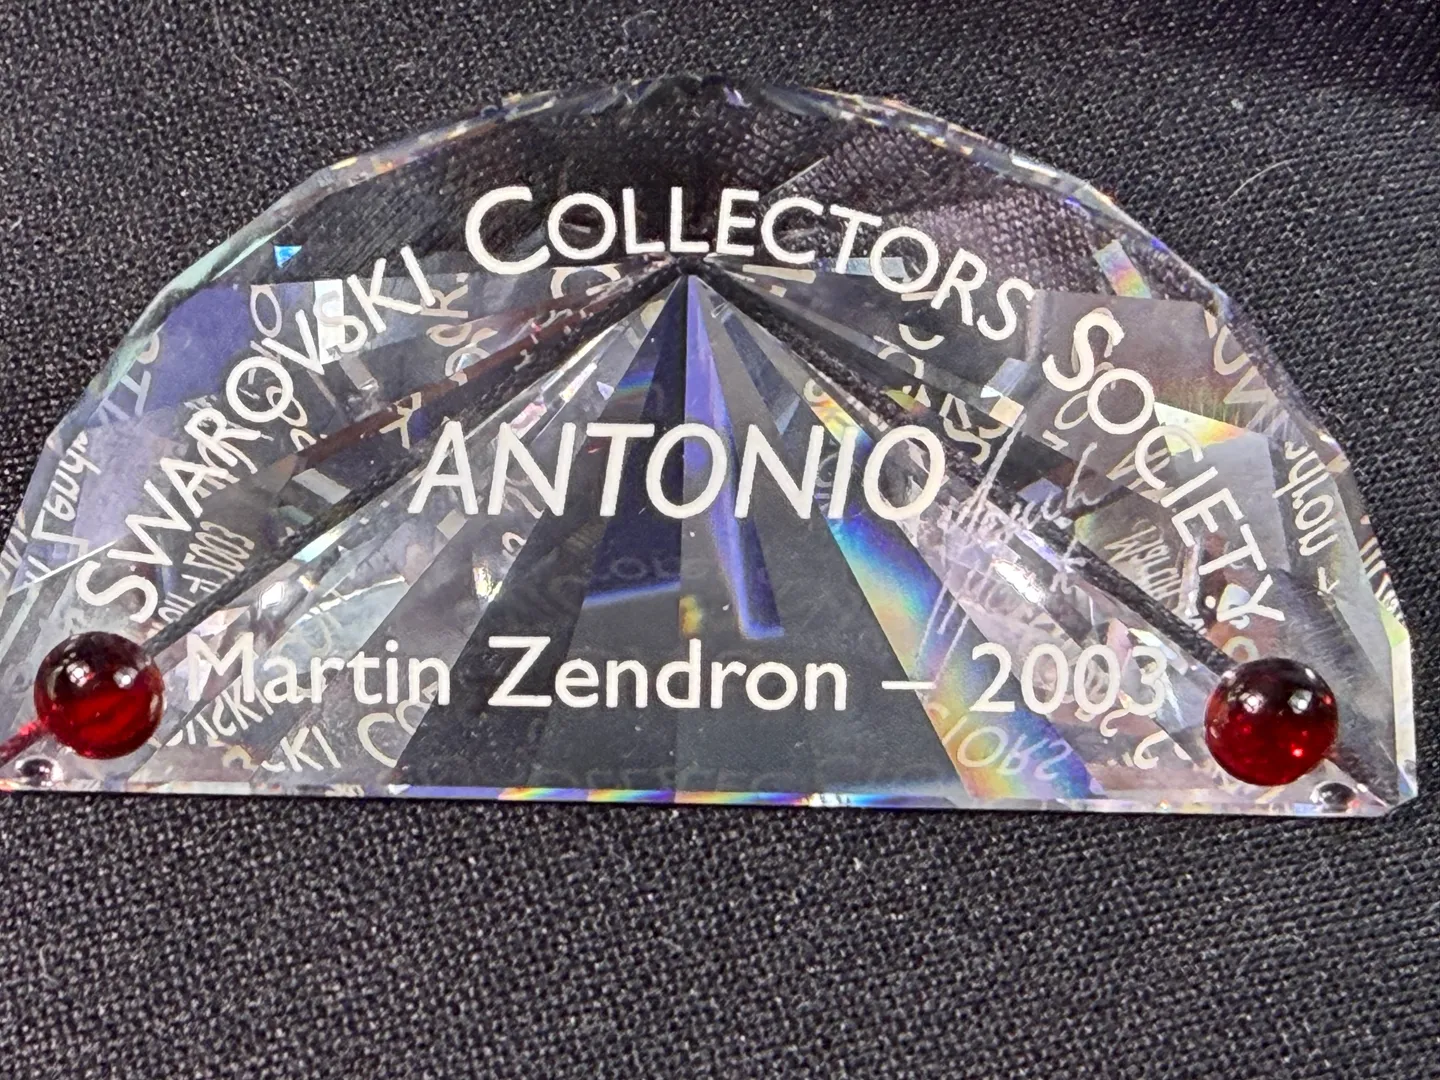 SWAROVSKI COLLECTORS SOCIETY
ANTONIO
Martin Zendron – 2003